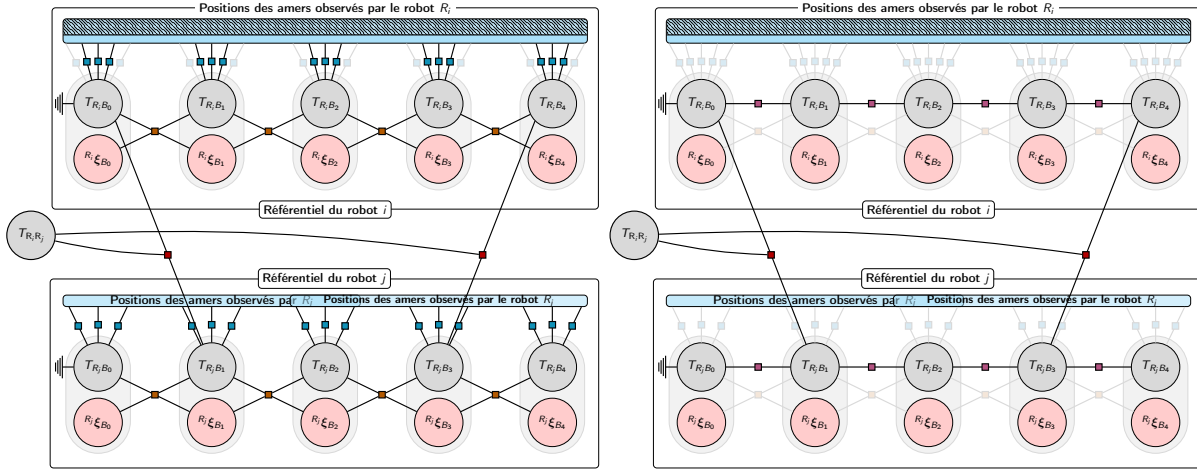 Positions des amers observés par le robot R_i
T_{R_iB_0} T_{R_iB_1} T_{R_iB_2} T_{R_iB_3} T_{R_iB_4}
^{R_i}ξ_{B_0} ^{R_i}ξ_{B_1} ^{R_i}ξ_{B_2} ^{R_i}ξ_{B_3} ^{R_i}ξ_{B_4}
Référentiel du robot i
T_{R_iR_j}
Référentiel du robot j
Positions des amers observés par R_i Positions des amers observés par le robot R_j
T_{R_jB_0} T_{R_jB_1} T_{R_jB_2} T_{R_jB_3} T_{R_jB_4}
^{R_j}ξ_{B_0} ^{R_j}ξ_{B_1} ^{R_j}ξ_{B_2} ^{R_j}ξ_{B_3} ^{R_j}ξ_{B_4}
Positions des amers observés par le robot R_i
T_{R_iB_0} T_{R_iB_1} T_{R_iB_2} T_{R_iB_3} T_{R_iB_4}
^{R_i}ξ_{B_0} ^{R_i}ξ_{B_1} ^{R_i}ξ_{B_2} ^{R_i}ξ_{B_3} ^{R_i}ξ_{B_4}
Référentiel du robot i
T_{R_iR_j}
Référentiel du robot j
Positions des amers observés par R_i Positions des amers observés par le robot R_j
T_{R_jB_0} T_{R_jB_1} T_{R_jB_2} T_{R_jB_3} T_{R_jB_4}
^{R_j}ξ_{B_0} ^{R_j}ξ_{B_1} ^{R_j}ξ_{B_2} ^{R_j}ξ_{B_3} ^{R_j}ξ_{B_4}